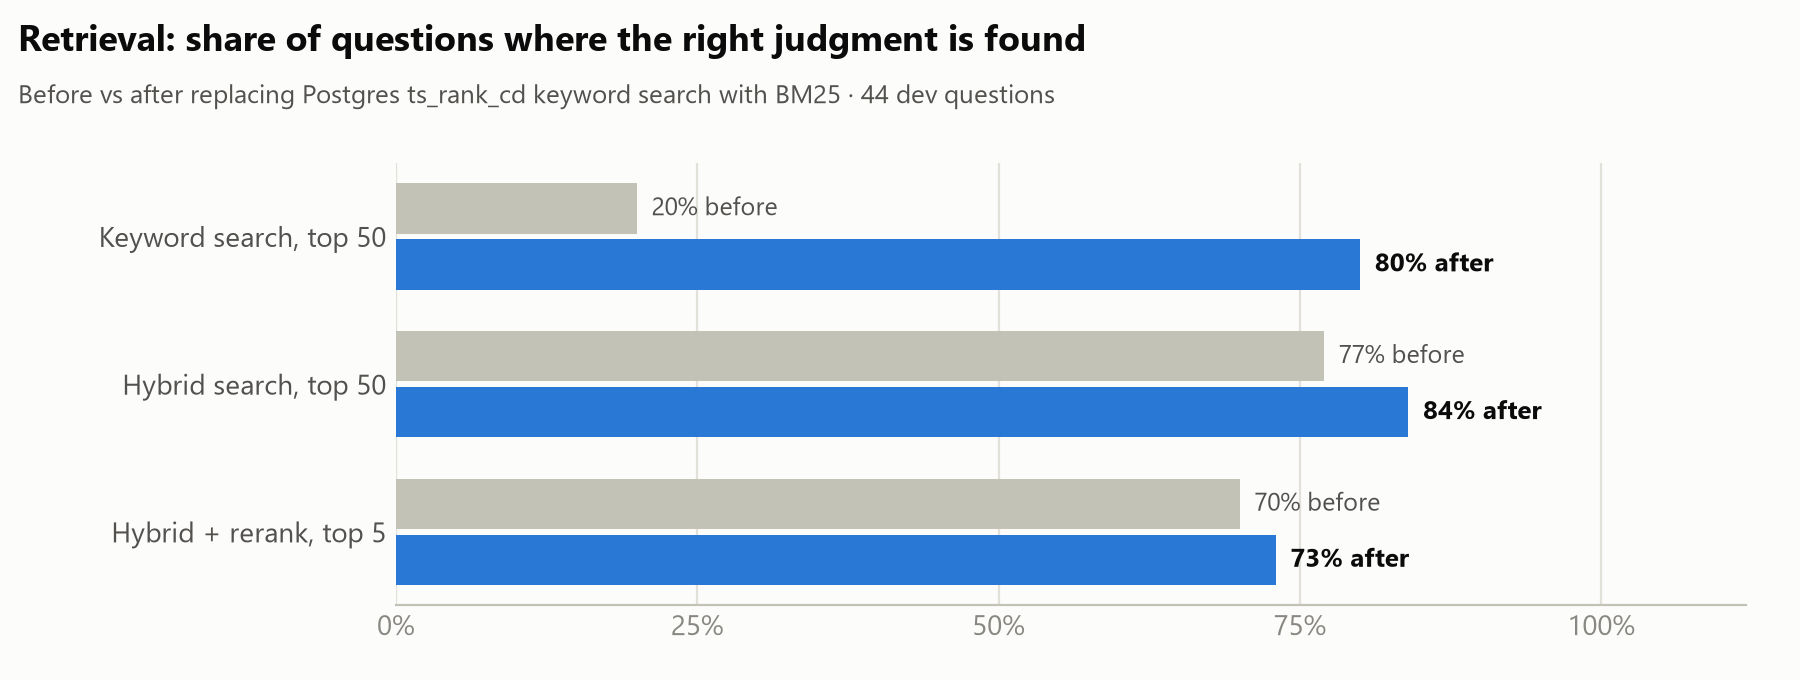 Retrieval: share of questions where the right judgment is found
Before vs after replacing Postgres ts_rank_cd keyword search with BM25 · 44 dev questions
Keyword search, top 50
20% before
80% after
Hybrid search, top 50
77% before
84% after
Hybrid + rerank, top 5
70% before
73% after
0% 25% 50% 75% 100%